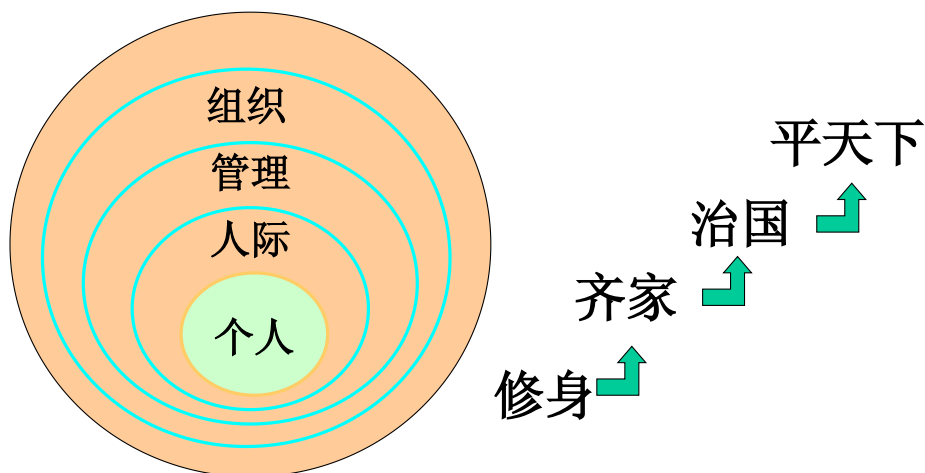 组织
管理
人际
个人
平天下
治国
齐家
修身